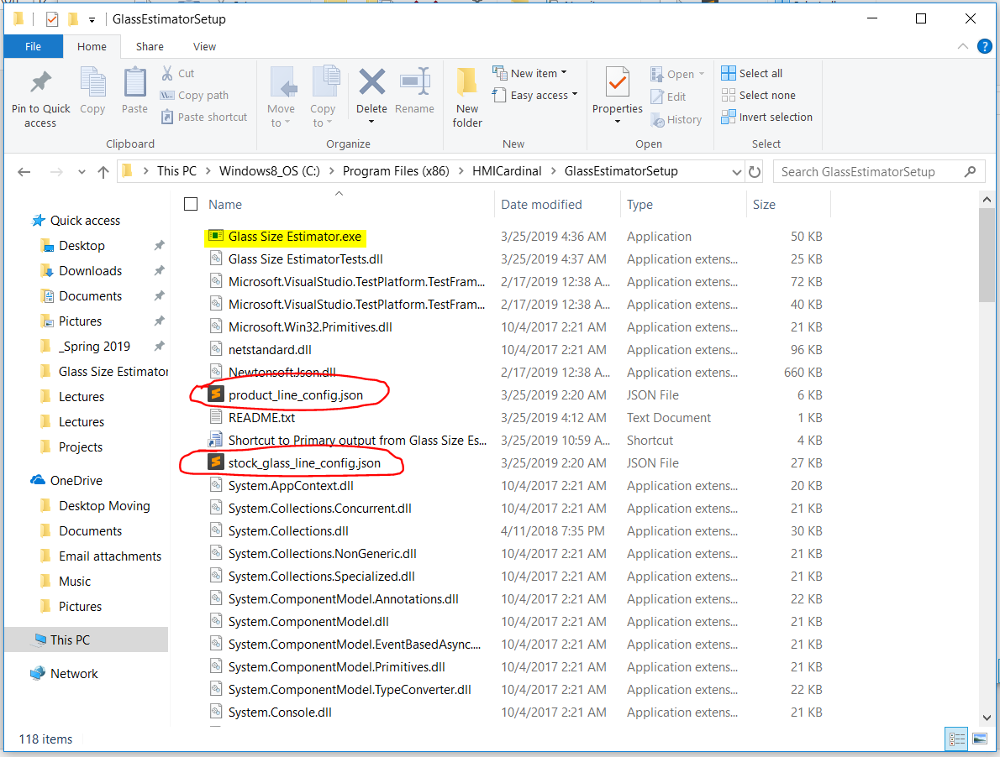 GlassEstimatorSetup
File Home Share View
Pin to Quick access
Copy
Paste
Cut
Copy path
Paste shortcut
Clipboard
Move to
Copy to
Delete
Rename
Organize
New folder
New item
Easy access
New
Properties
Open
Edit
History
Open
Select all
Select none
Invert selection
Select
This PC > Windows8_OS (C:) > Program Files (x86) > HMICardinal > GlassEstimatorSetup
Search GlassEstimatorSetup
Quick access
Desktop
Downloads
Documents
Pictures
_Spring 2019
Glass Size Estimator
Lectures
Lectures
Projects
OneDrive
Desktop Moving
Documents
Email attachments
Music
Pictures
This PC
Network
Name Date modified Type Size
Glass Size Estimator.exe 3/25/2019 4:36 AM Application 50 KB
Glass Size EstimatorTests.dll 3/25/2019 4:37 AM Application extens... 25 KB
Microsoft.VisualStudio.TestPlatform.TestFram... 2/17/2019 12:38 A... Application extens... 72 KB
Microsoft.VisualStudio.TestPlatform.TestFram... 2/17/2019 12:38 A... Application extens... 40 KB
Microsoft.Win32.Primitives.dll 10/4/2017 2:21 AM Application extens... 21 KB
netstandard.dll 10/4/2017 2:21 AM Application extens... 96 KB
Newtonsoft.Json.dll 2/17/2019 12:38 A... Application extens... 660 KB
product_line_config.json 3/25/2019 2:20 AM JSON File 6 KB
README.txt 3/25/2019 4:12 AM Text Document 1 KB
Shortcut to Primary output from Glass Size Es... 3/25/2019 10:59 A... Shortcut 4 KB
stock_glass_line_config.json 3/25/2019 2:20 AM JSON File 27 KB
System.AppContext.dll 10/4/2017 2:21 AM Application extens... 20 KB
System.Collections.Concurrent.dll 10/4/2017 2:21 AM Application extens... 21 KB
System.Collections.dll 4/11/2018 7:35 PM Application extens... 30 KB
System.Collections.NonGeneric.dll 10/4/2017 2:21 AM Application extens... 21 KB
System.Collections.Specialized.dll 10/4/2017 2:21 AM Application extens... 21 KB
System.ComponentModel.Annotations.dll 10/4/2017 2:21 AM Application extens... 22 KB
System.ComponentModel.dll 10/4/2017 2:21 AM Application extens... 21 KB
System.ComponentModel.EventBasedAsync.... 10/4/2017 2:21 AM Application extens... 21 KB
System.ComponentModel.Primitives.dll 10/4/2017 2:21 AM Application extens... 21 KB
System.ComponentModel.TypeConverter.dll 10/4/2017 2:21 AM Application extens... 22 KB
System.Console.dll 10/4/2017 2:21 AM Application extens... 21 KB
118 items